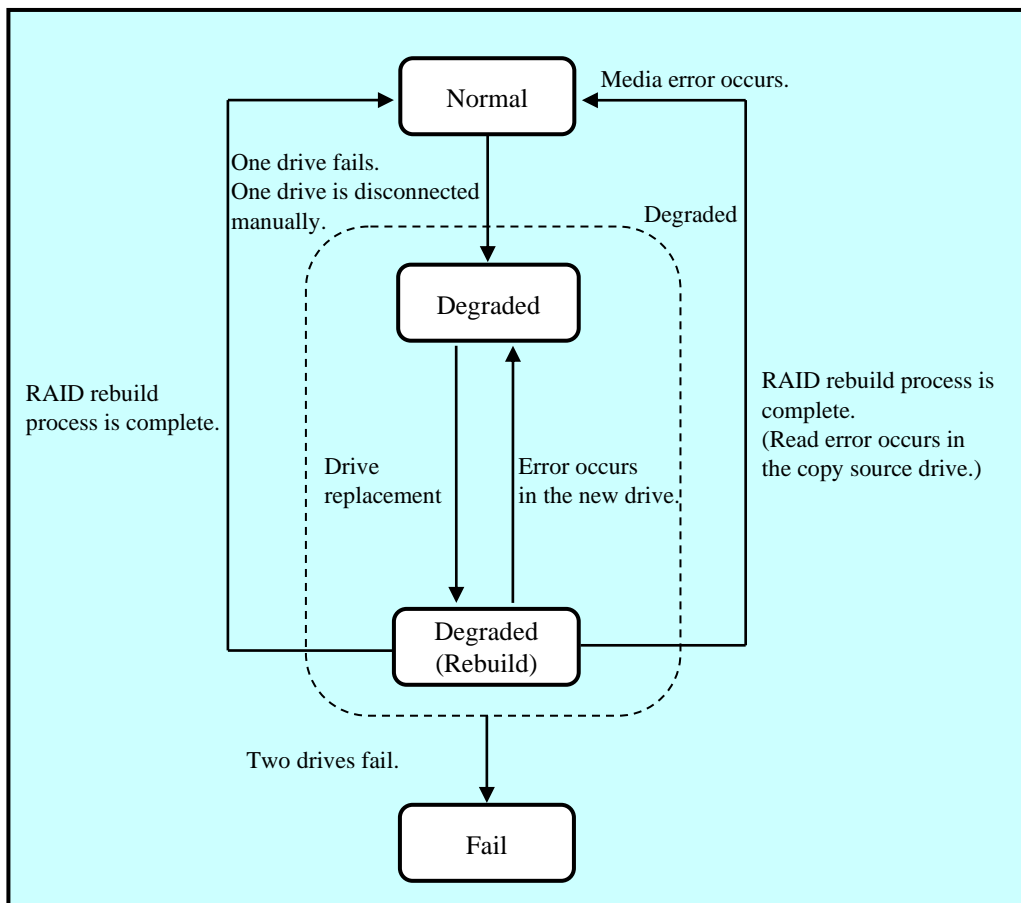 Media error occurs.
Normal
One drive fails.
One drive is disconnected
manually.
Degraded
Degraded
RAID rebuild
process is complete.
RAID rebuild process is
complete.
(Read error occurs in
the copy source drive.)
Drive
replacement
Error occurs
in the new drive.
Degraded
(Rebuild)
Two drives fail.
Fail